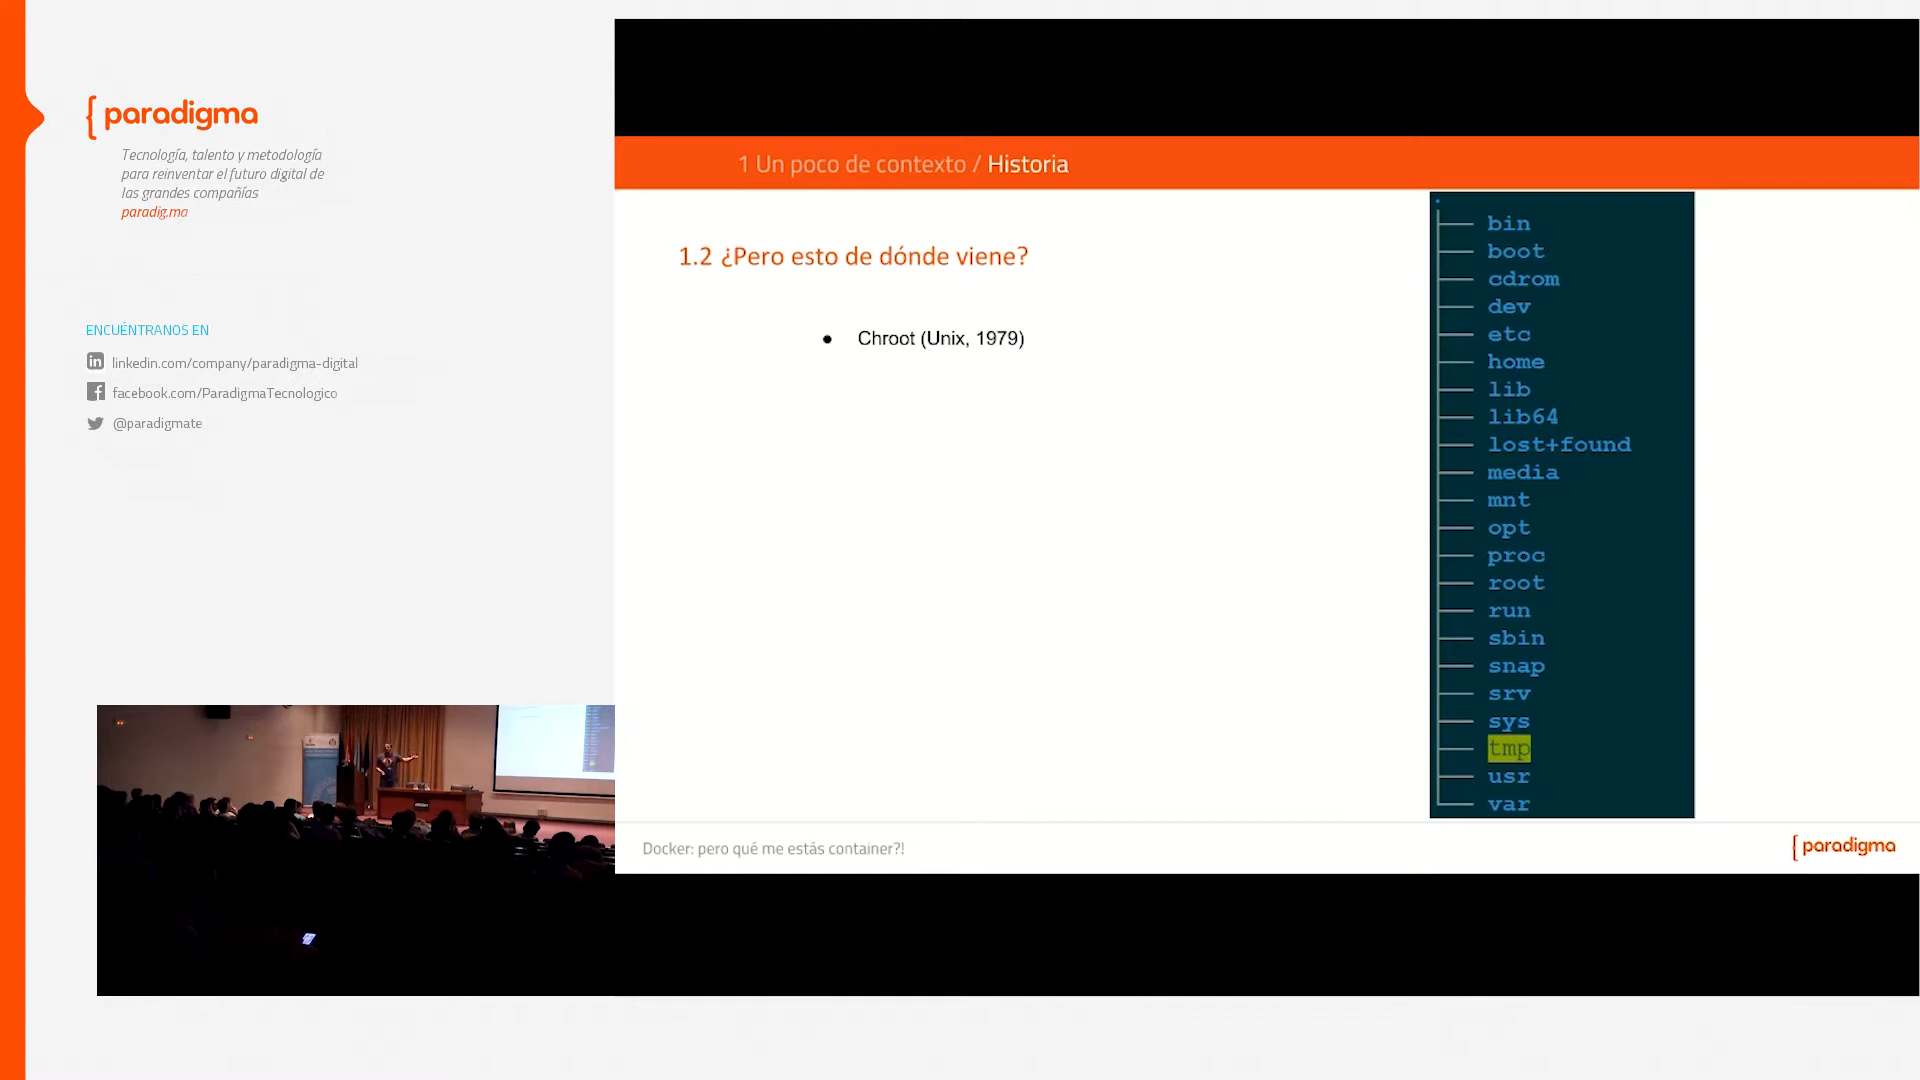 { paradigma
Tecnología, talento y metodología
para reinventar el futuro digital de
las grandes compañías
paradig.ma
ENCUÉNTRANOS EN
linkedin.com/company/paradigma-digital
facebook.com/ParadigmaTecnologico
@paradigmate
1 Un poco de contexto / Historia
1.2 ¿Pero esto de dónde viene?
● Chroot (Unix, 1979)
.
bin
boot
cdrom
dev
etc
home
lib
lib64
lost+found
media
mnt
opt
proc
root
run
sbin
snap
srv
sys
tmp
usr
var
Docker: pero qué me estás container?!
{ paradigma